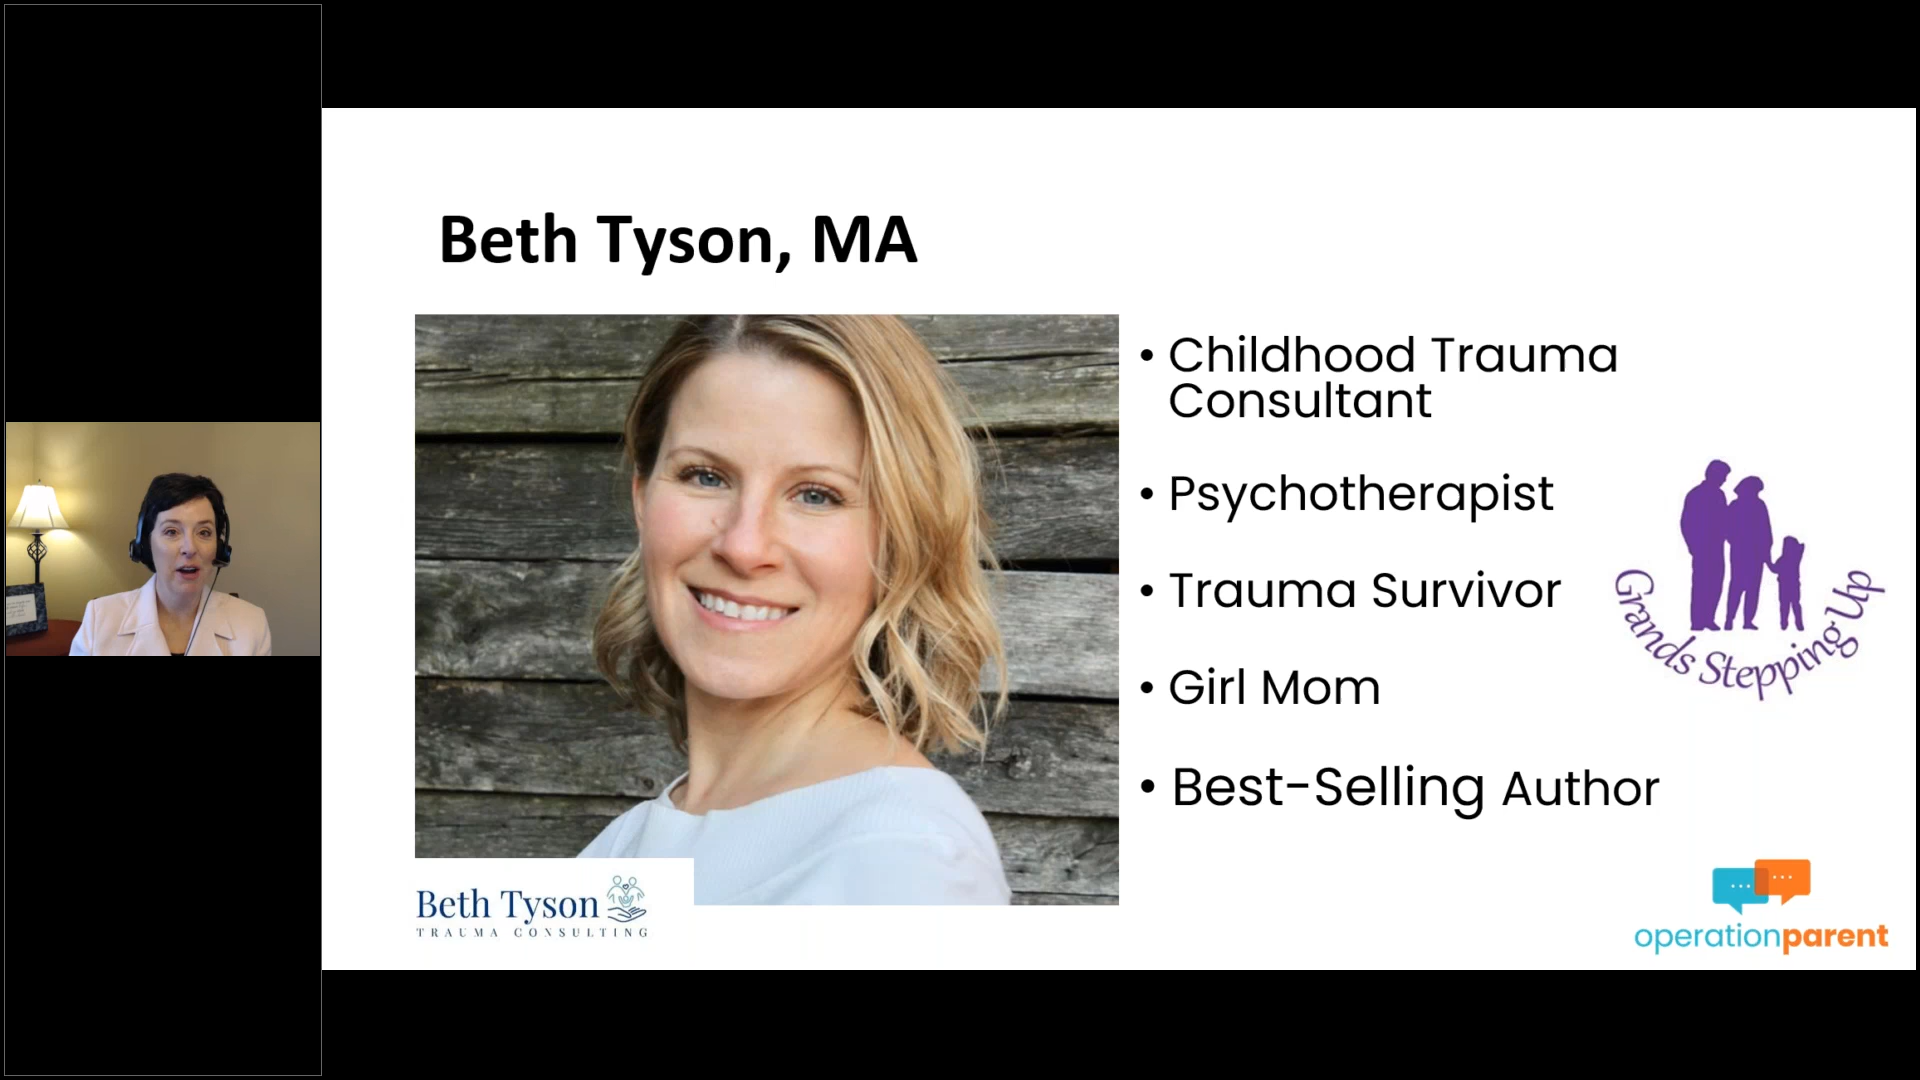 Beth Tyson, MA
• Childhood Trauma
Consultant
• Psychotherapist
• Trauma Survivor
• Girl Mom
• Best-Selling Author
Grands Stepping Up
Beth Tyson
TRAUMA CONSULTING
operationparent